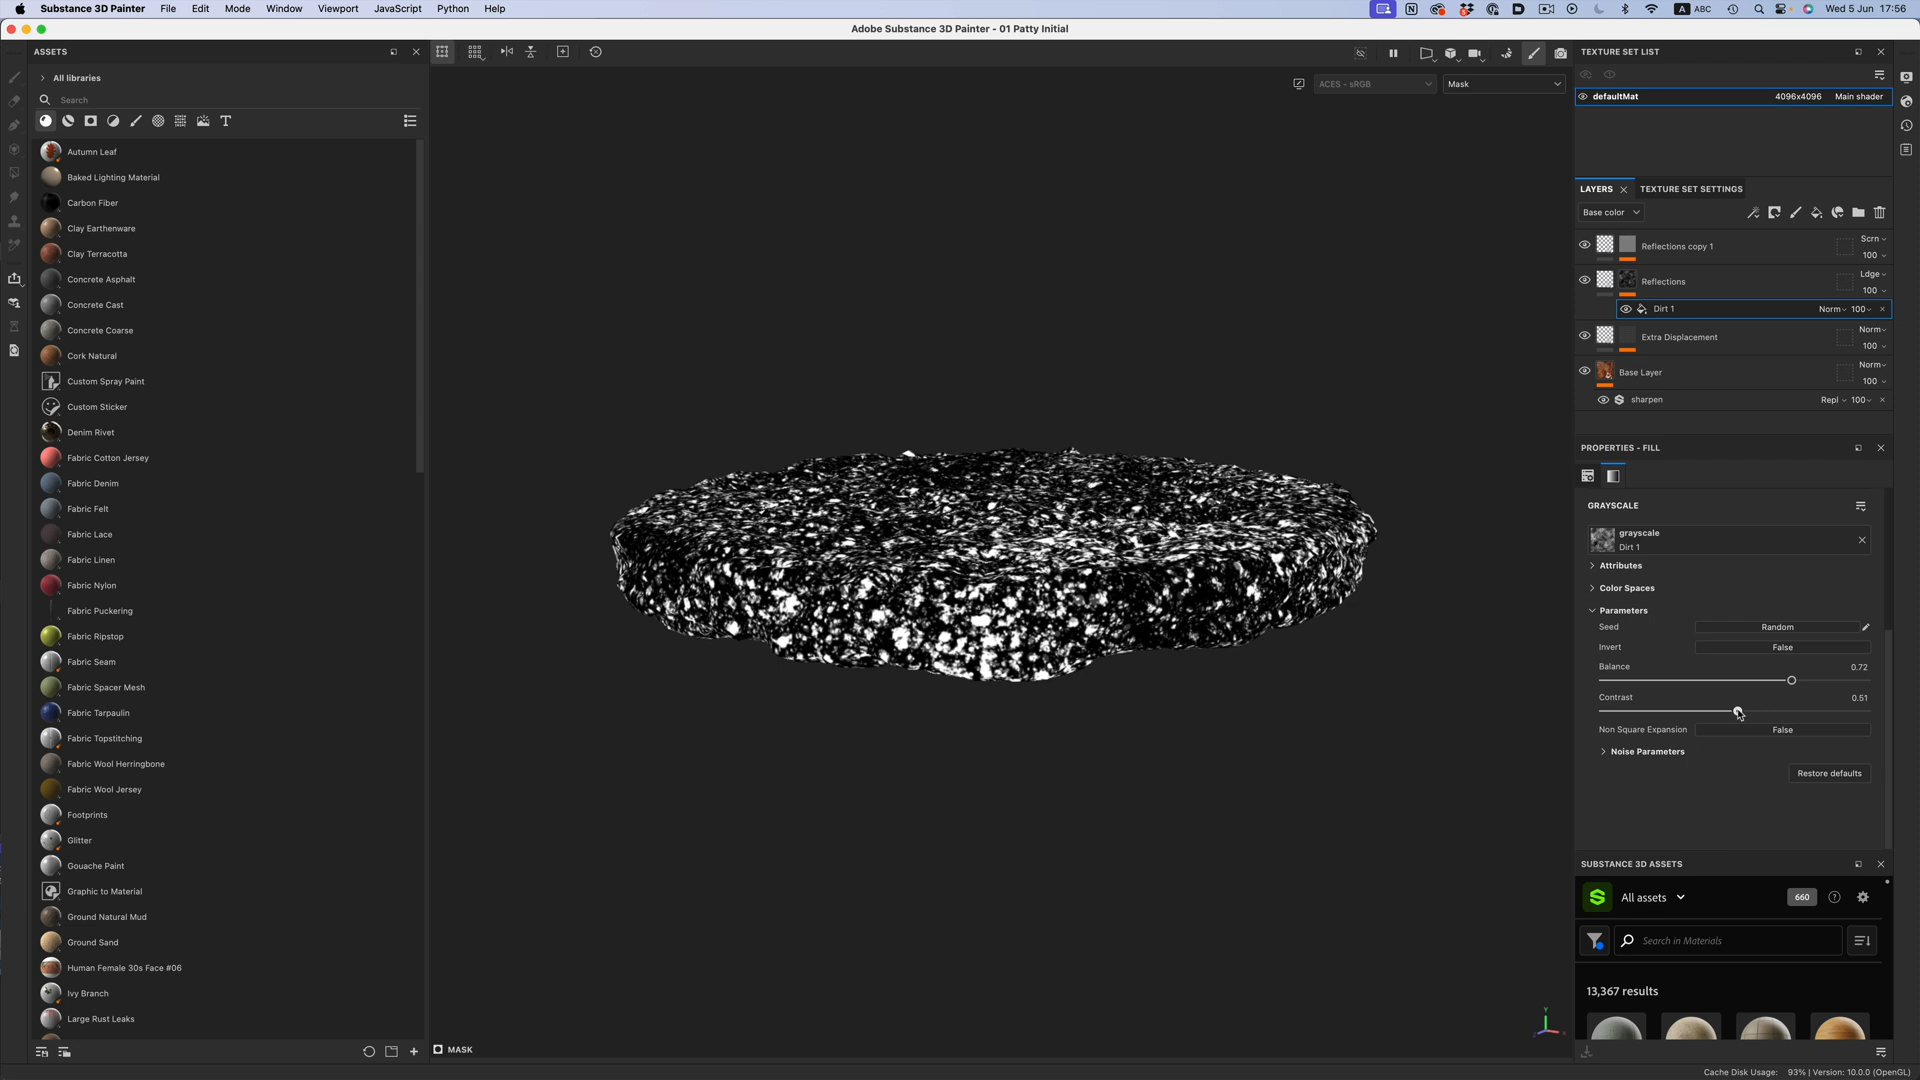 Substance 3D Painter File Edit Mode Window Viewport JavaScript Python Help
A ABC Wed 5 Jun 17:56
Adobe Substance 3D Painter - 01 Patty Initial
ASSETS
All libraries
Search
Autumn Leaf
Baked Lighting Material
Carbon Fiber
Clay Earthenware
Clay Terracotta
Concrete Asphalt
Concrete Cast
Concrete Coarse
Cork Natural
Custom Spray Paint
Custom Sticker
Denim Rivet
Fabric Cotton Jersey
Fabric Denim
Fabric Felt
Fabric Lace
Fabric Linen
Fabric Nylon
Fabric Puckering
Fabric Ripstop
Fabric Seam
Fabric Spacer Mesh
Fabric Tarpaulin
Fabric Topstitching
Fabric Wool Herringbone
Fabric Wool Jersey
Footprints
Glitter
Gouache Paint
Graphic to Material
Ground Natural Mud
Ground Sand
Human Female 30s Face #06
Ivy Branch
Large Rust Leaks
ACES - sRGB Mask
MASK
Y
TEXTURE SET LIST
defaultMat 4096x4096 Main shader
LAYERS TEXTURE SET SETTINGS
Base color
Reflections copy 1 Scrn
100
Reflections Ldge
100
Dirt 1 Norm 100
Extra Displacement Norm
100
Base Layer Norm
100
sharpen Repl 100
PROPERTIES - FILL
GRAYSCALE
grayscale
Dirt 1
Attributes
Color Spaces
Parameters
Seed Random
Invert False
Balance 0.72
Contrast 0.51
Non Square Expansion False
Noise Parameters
Restore defaults
SUBSTANCE 3D ASSETS
All assets 660
Search in Materials
13,367 results
Cache Disk Usage: 93% | Version: 10.0.0 (OpenGL)